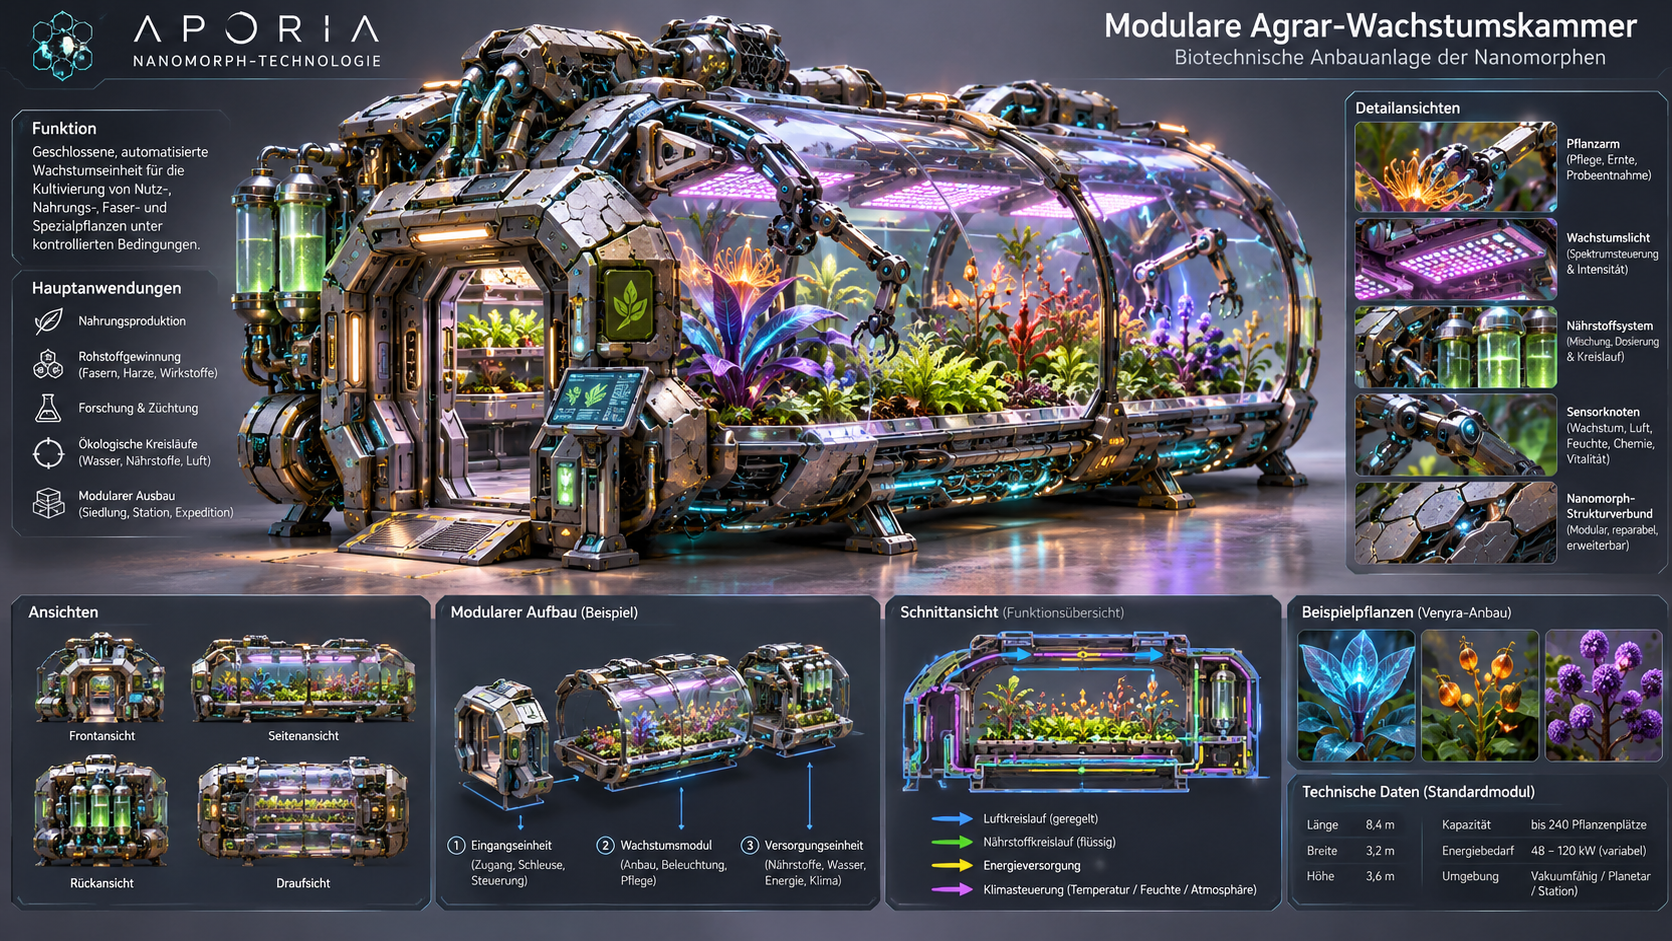 APORIA
NANOMORPH-TECHNOLOGIE
Modulare Agrar-Wachstumskammer
Biotechnische Anbauanlage der Nanomorphen
Funktion
Geschlossene, automatisierte
Wachstumseinheit für die
Kultivierung von Nutz-,
Nahrungs-, Faser- und
Spezialpflanzen unter
kontrollierten Bedingungen.
Hauptanwendungen
Nahrungsproduktion
Rohstoffgewinnung
(Fasern, Harze, Wirkstoffe)
Forschung & Züchtung
Ökologische Kreisläufe
(Wasser, Nährstoffe, Luft)
Modularer Ausbau
(Siedlung, Station, Expedition)
Detailansichten
Pflanzarm
(Pflege, Ernte,
Probeentnahme)
Wachstumslicht
(Spektrumsteuerung
& Intensität)
Nährstoffsystem
(Mischung, Dosierung
& Kreislauf)
Sensorknoten
(Wachstum, Luft,
Feuchte, Chemie,
Vitalität)
Nanomorph-
Strukturverbund
(Modular, reparabel,
erweiterbar)
Ansichten
Frontansicht
Seitenansicht
Rückansicht
Draufsicht
Modularer Aufbau (Beispiel)
1 Eingangseinheit
(Zugang, Schleuse,
Steuerung)
2 Wachstumsmodul
(Anbau, Beleuchtung,
Pflege)
3 Versorgungseinheit
(Nährstoffe, Wasser,
Energie, Klima)
Schnittansicht (Funktionsübersicht)
Luftkreislauf (geregelt)
Nährstoffkreislauf (flüssig)
Energieversorgung
Klimasteuerung (Temperatur / Feuchte / Atmosphäre)
Beispielpflanzen (Venyra-Anbau)
Technische Daten (Standardmodul)
Länge 8,4 m
Breite 3,2 m
Höhe 3,6 m
Kapazität bis 240 Pflanzenplätze
Energiebedarf 48 – 120 kW (variabel)
Umgebung Vakuumfähig / Planetar
/ Station)